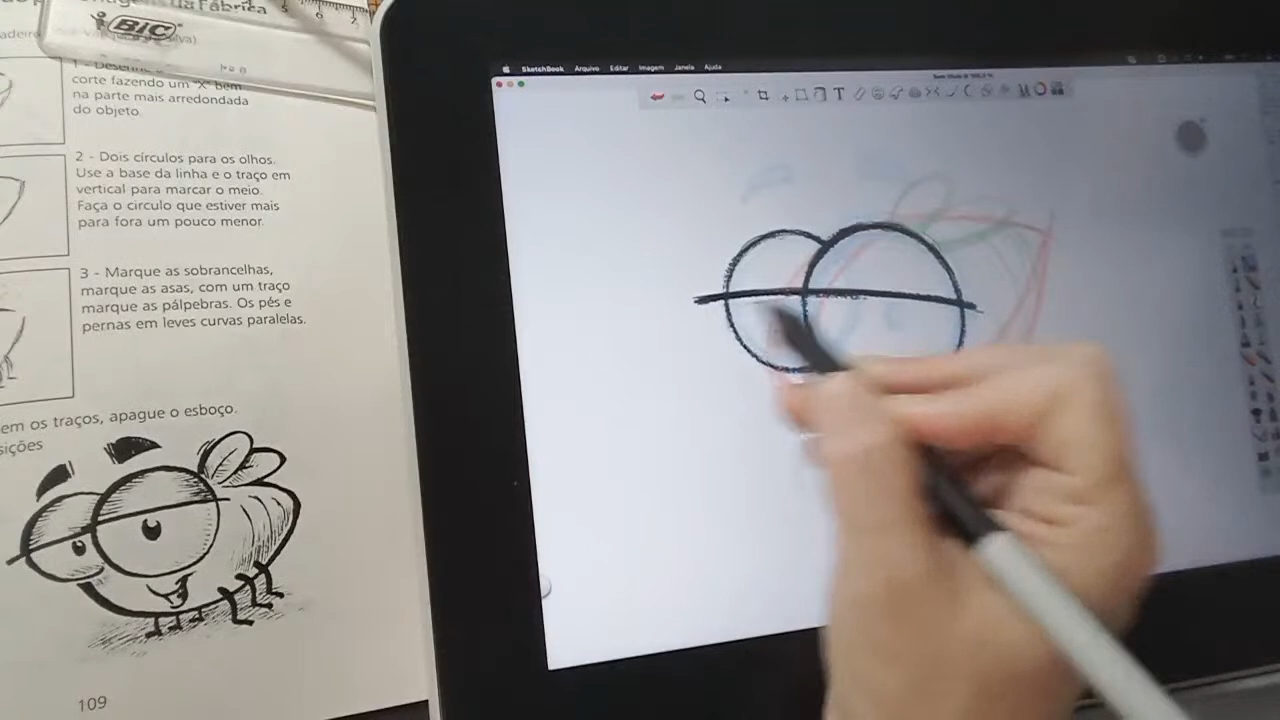 da Fábrica
BIC
corte fazendo um "X" bem
na parte mais arredondada
do objeto.
2 - Dois círculos para os olhos.
Use a base da linha e o traço em
vertical para marcar o meio.
Faça o circulo que estiver mais
para fora um pouco menor.
3 - Marque as sobrancelhas,
marque as asas, com um traço
marque as pálpebras. Os pés e
pernas em leves curvas paralelas.
em os traços, apague o esboço.
sições
109
SketchBook Arquivo Editar Imagem Janela Ajuda